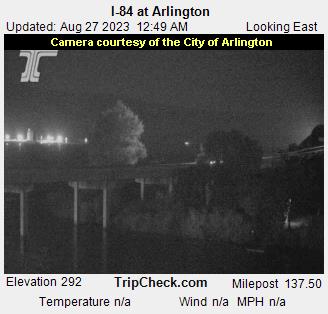 I-84 at Arlington
Updated: Aug 27 2023 12:49 AM Looking East
Camera courtesy of the City of Arlington
Elevation 292 TripCheck.com Milepost 137.50
Temperature n/a Wind n/a MPH n/a